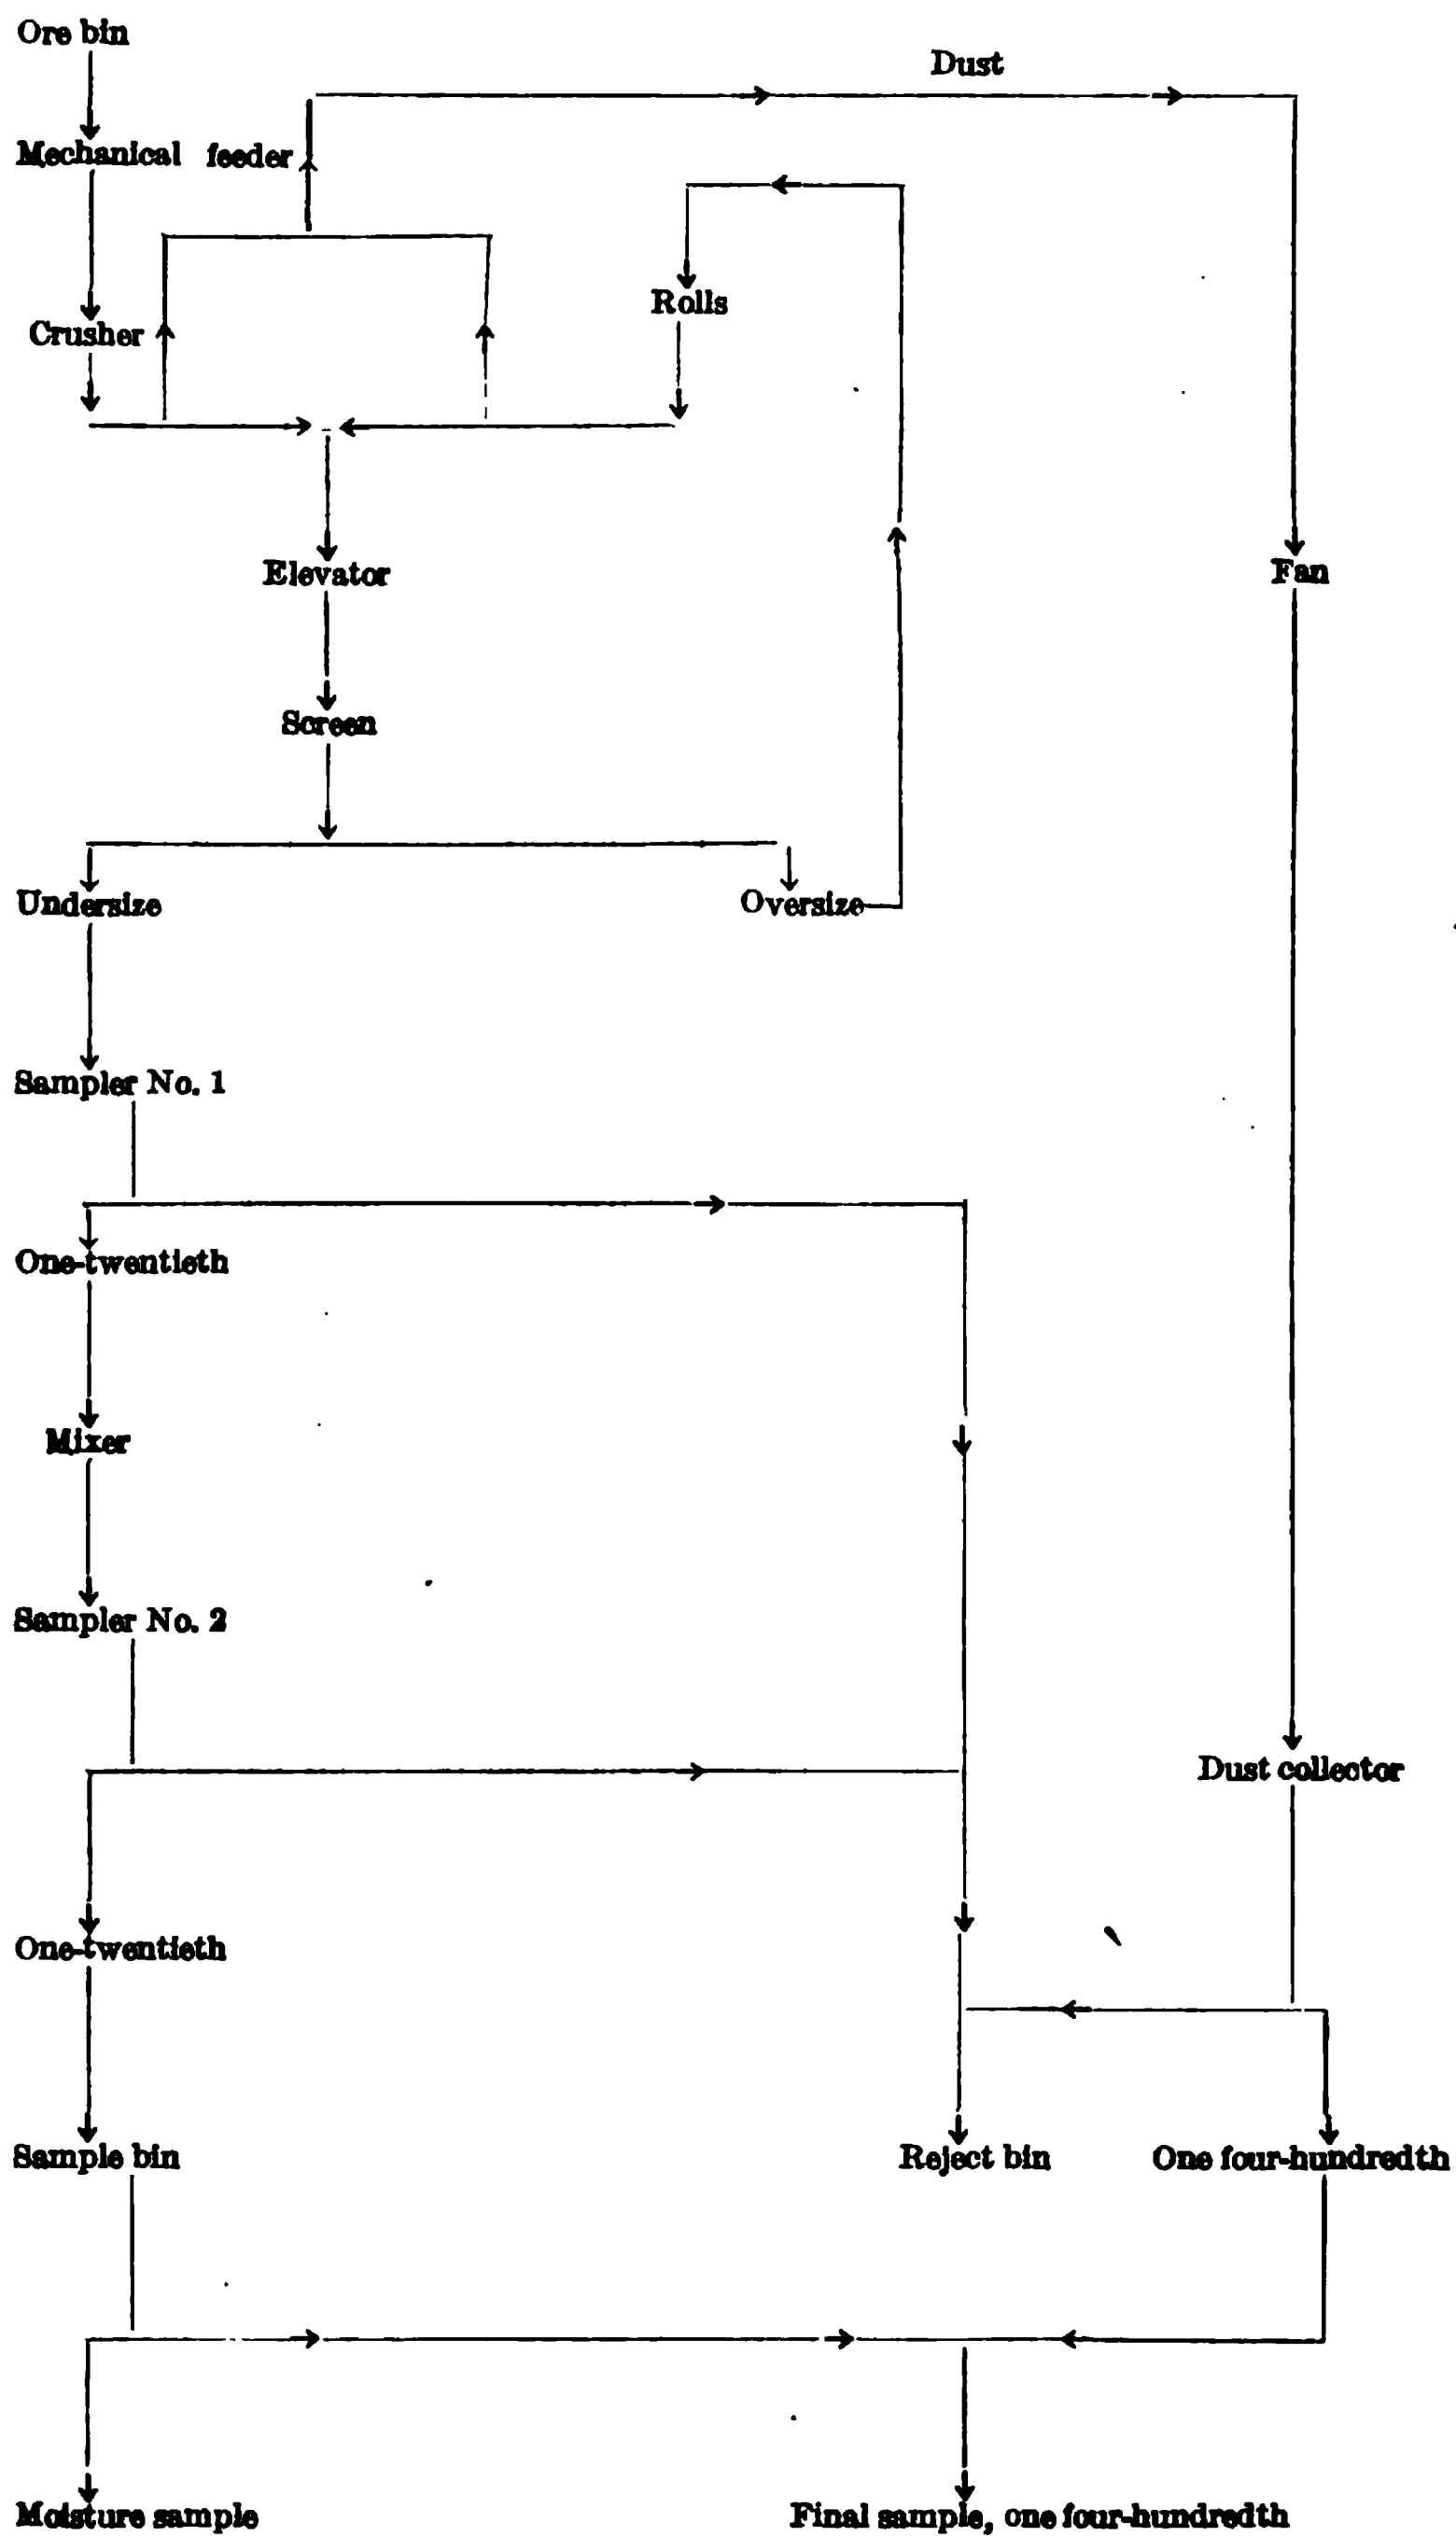 Ore bin
Dust
Mechanical feeder
Rolls
Crusher
Elevator
Fan
Screen
Undersize
Oversize
Sampler No. 1
One-twentieth
Mixer
Sampler No. 2
Dust collector
One-twentieth
Sample bin
Reject bin
One four-hundredth
Moisture sample
Final sample, one four-hundredth